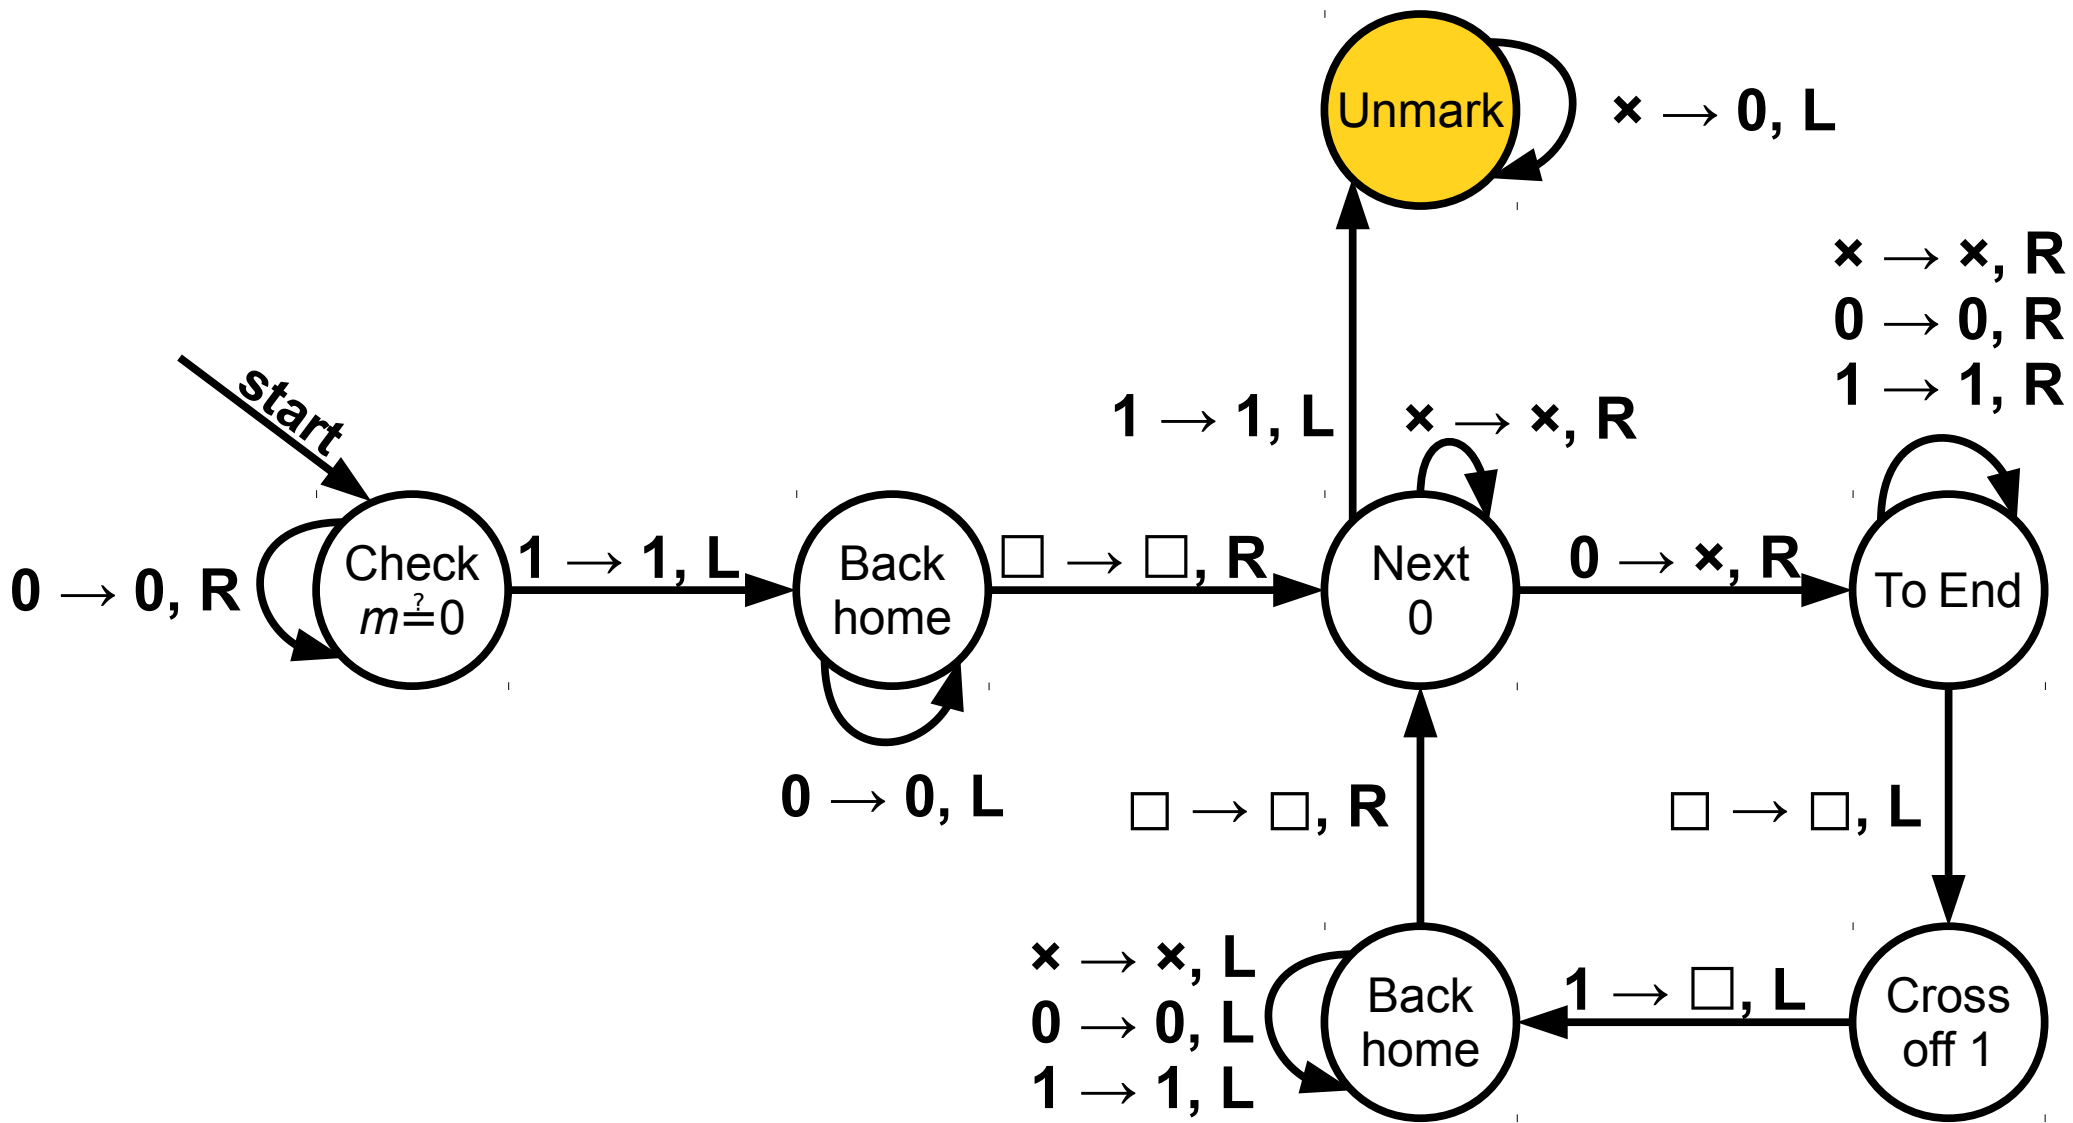 Unmark
× → 0, L
× → ×, R
0 → 0, R
1 → 1, R
start
1 → 1, L
× → ×, R
0 → 0, R
Check
m≟0
1 → 1, L
Back
home
□ → □, R
Next
0
0 → ×, R
To End
0 → 0, L
□ → □, R
□ → □, L
× → ×, L
0 → 0, L
1 → 1, L
Back
home
1 → □, L
Cross
off 1